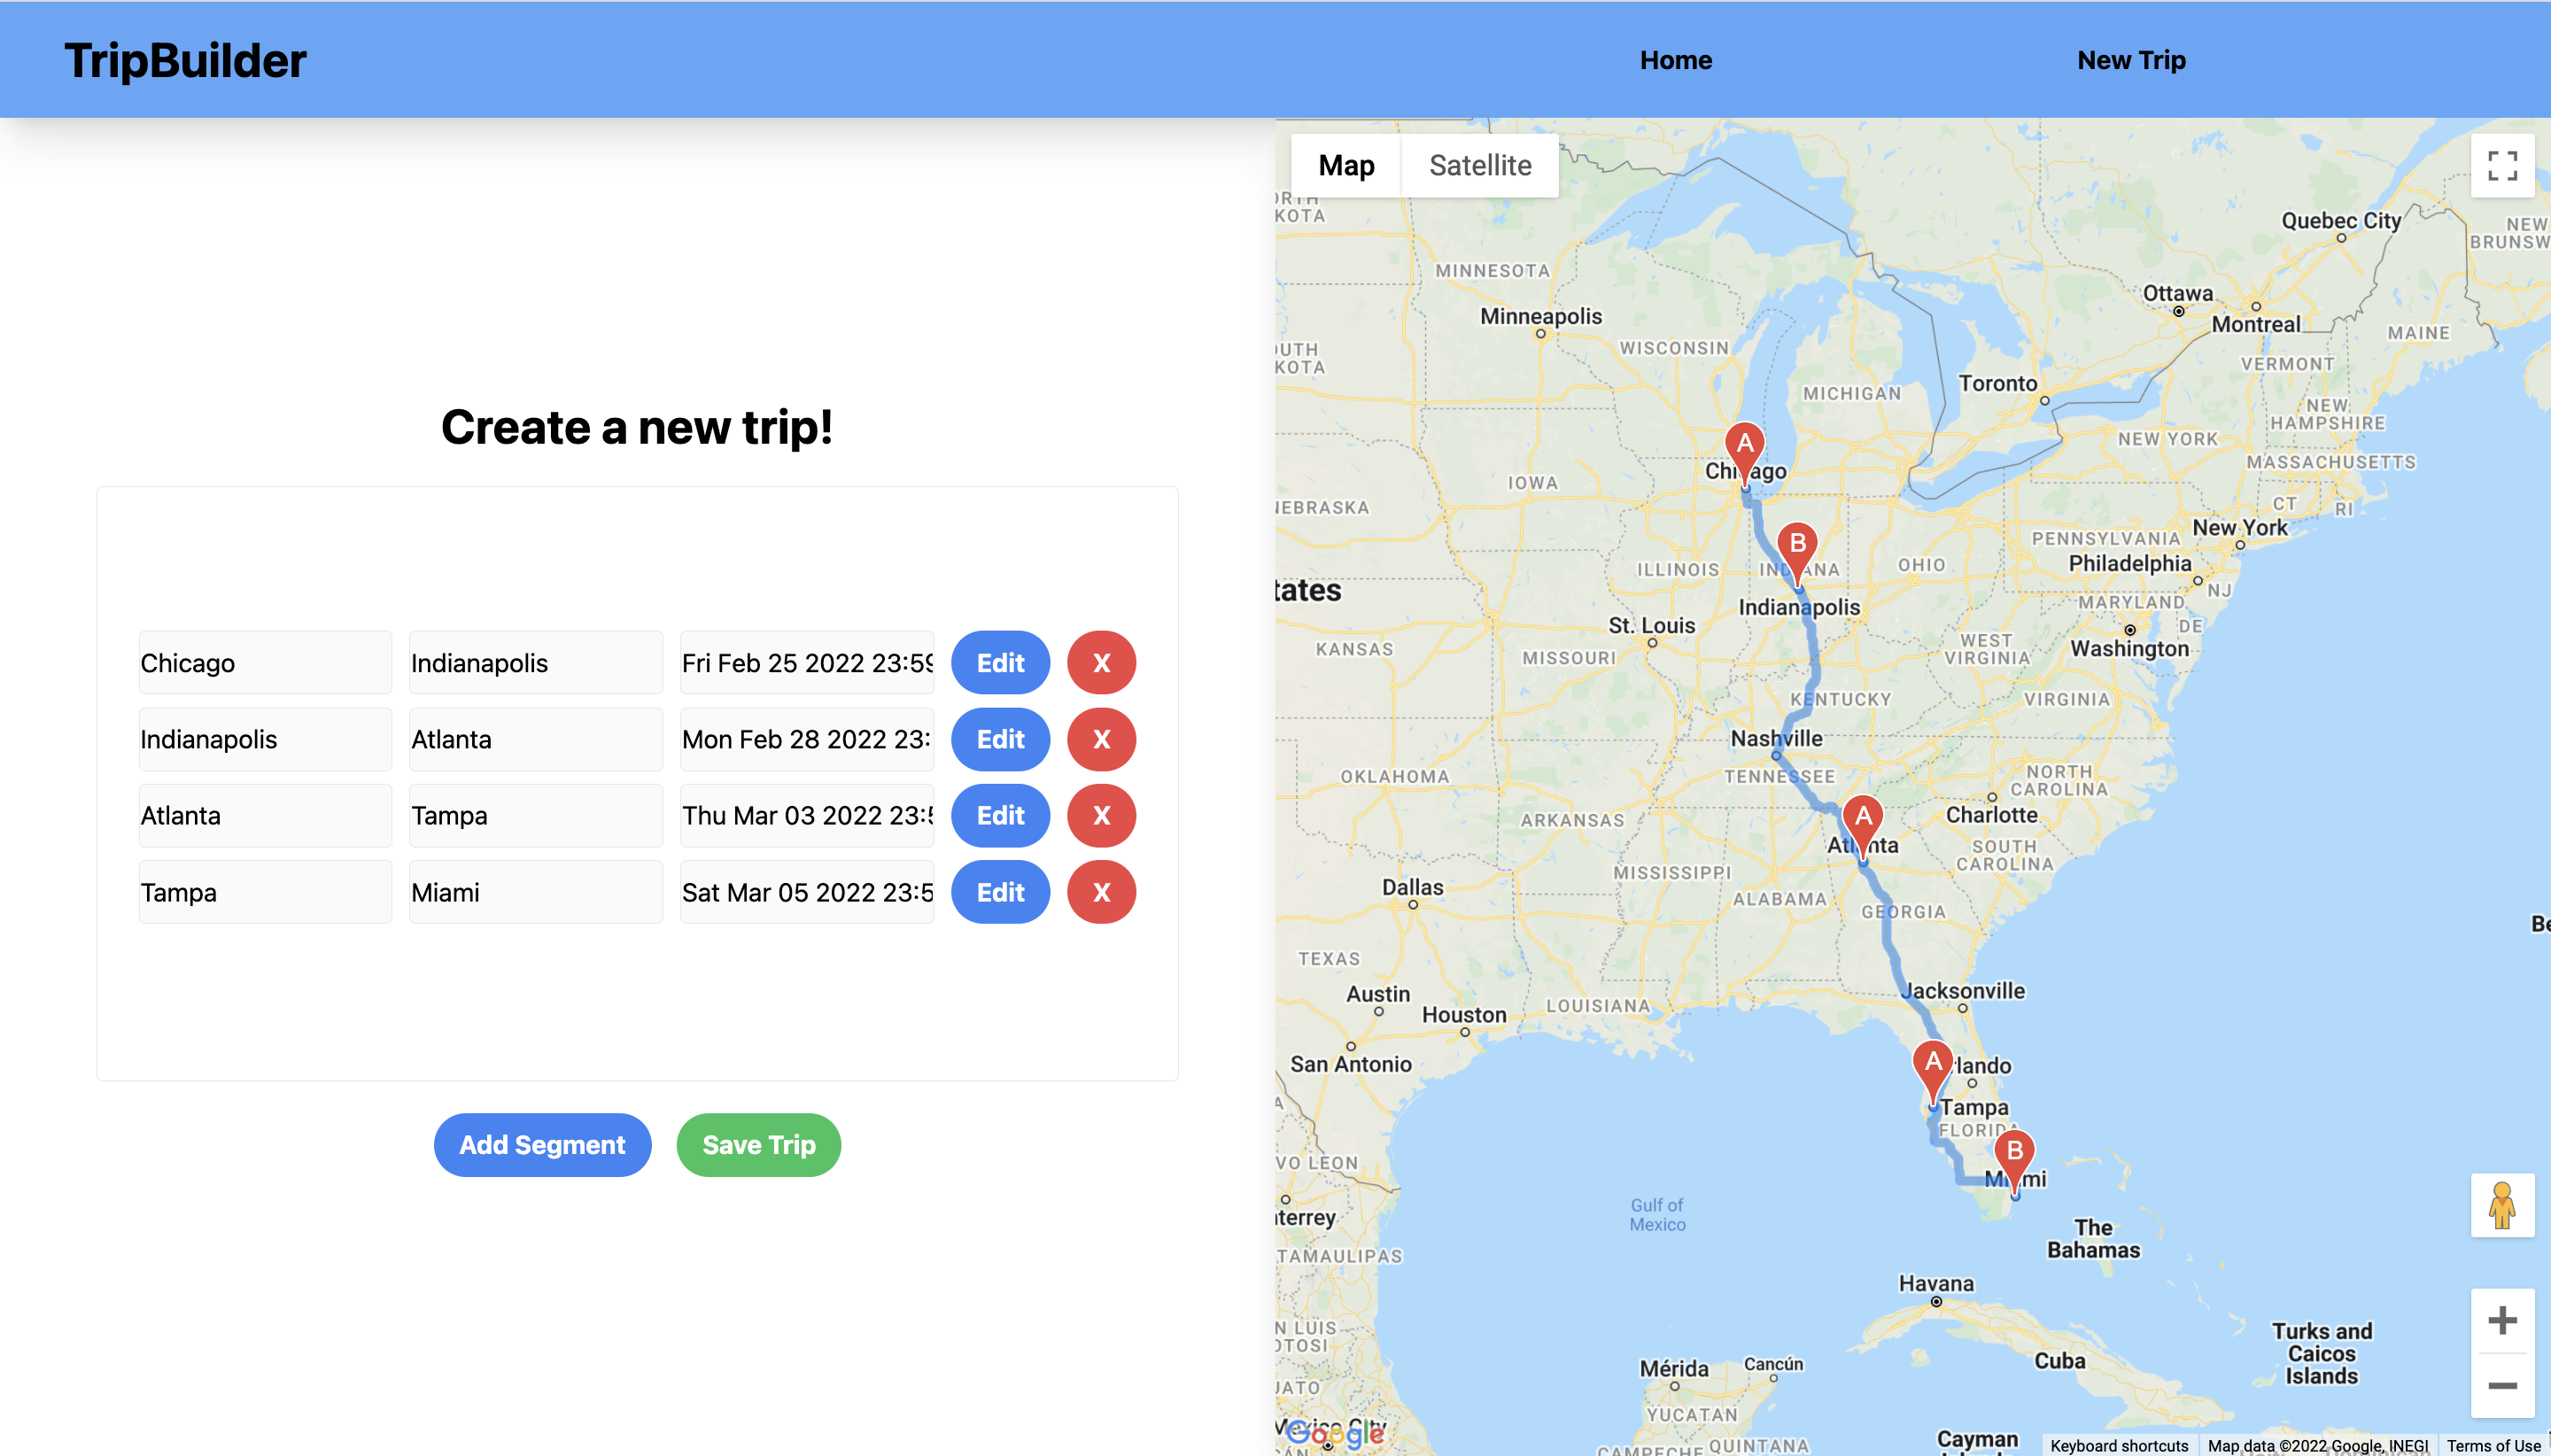 TripBuilder
Home
New Trip
Create a new trip!
Chicago
Indianapolis
Fri Feb 25 2022 23:59
Edit
X
Indianapolis
Atlanta
Mon Feb 28 2022 23:
Edit
X
Atlanta
Tampa
Thu Mar 03 2022 23:5
Edit
X
Tampa
Miami
Sat Mar 05 2022 23:5
Edit
X
Add Segment
Save Trip
Map
Satellite
KOTA
MINNESOTA
Quebec City
NEW
BRUNSW
Minneapolis
Ottawa
Montreal
MAINE
UTH
KOTA
WISCONSIN
VERMONT
MICHIGAN
Toronto
NEW
HAMPSHIRE
NEW YORK
A
Chicago
MASSACHUSETTS
IOWA
CT
RI
EBRASKA
New York
B
PENNSYLVANIA
Philadelphia
ILLINOIS
INDIANA
OHIO
tates
NJ
Indianapolis
MARYLAND
St. Louis
DE
KANSAS
MISSOURI
WEST
VIRGINIA
Washington
KENTUCKY
VIRGINIA
Nashville
OKLAHOMA
TENNESSEE
NORTH
CAROLINA
ARKANSAS
A
Charlotte
Atlanta
SOUTH
CAROLINA
MISSISSIPPI
Dallas
ALABAMA
GEORGIA
Be
TEXAS
Austin
Jacksonville
LOUISIANA
Houston
San Antonio
A
rlando
Tampa
FLORIDA
B
VO LEON
Miami
Gulf of
Mexico
terrey
The
Bahamas
TAMAULIPAS
Havana
N LUIS
OTOSI
Turks and
Caicos
Islands
Mérida
Cancún
Cuba
JATO
YUCATAN
Mexico City
Google
QUINTANA
CAMPECHE
Cayman
Keyboard shortcuts
Map data ©2022 Google, INEGI
Terms of Use